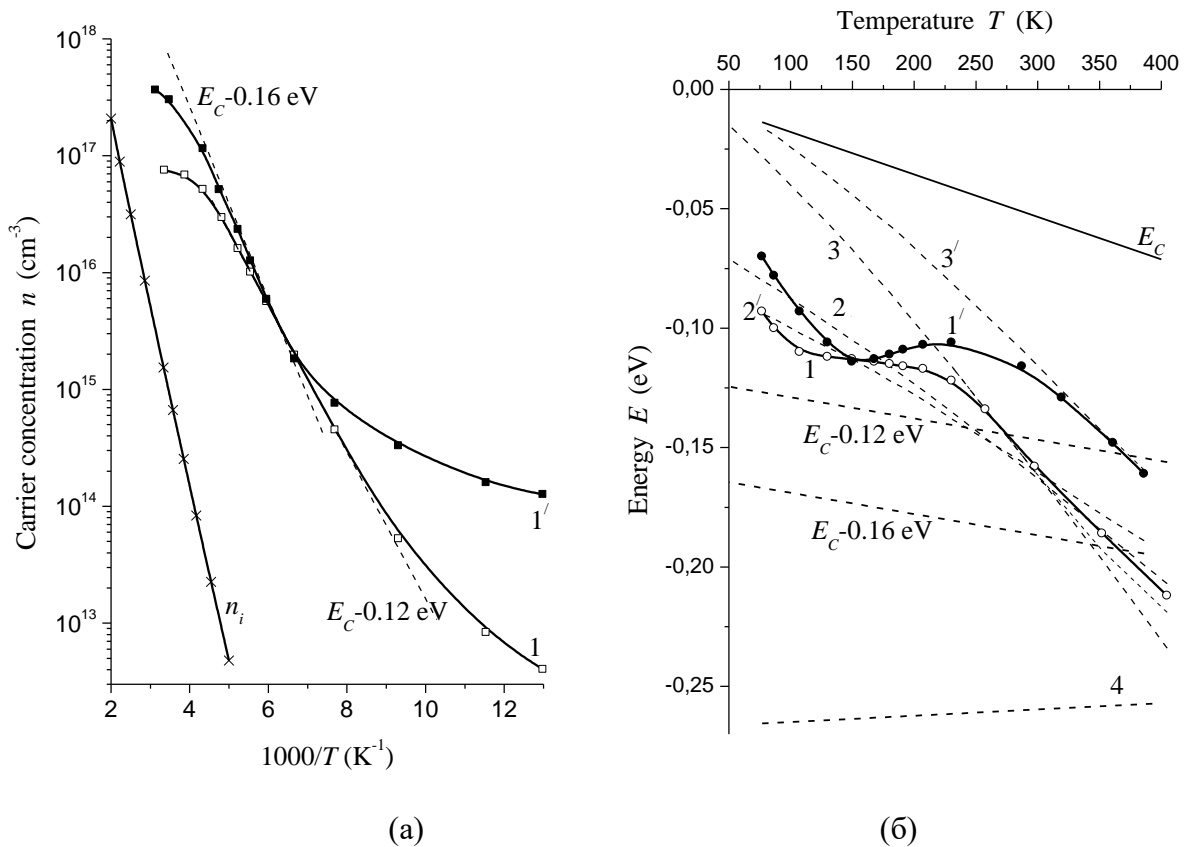 10^18
10^17
10^16
10^15
10^14
10^13
Carrier concentration n (cm^-3)
E_C-0.16 eV
E_C-0.12 eV
n_i
1/
1
2 4 6 8 10 12
1000/T (K^-1)
(a)
Temperature T (K)
50 100 150 200 250 300 350 400
0,00
-0,05
-0,10
-0,15
-0,20
-0,25
Energy E (eV)
E_C
3
3/
2
2/
1/
1
E_C-0.12 eV
E_C-0.16 eV
4
(б)